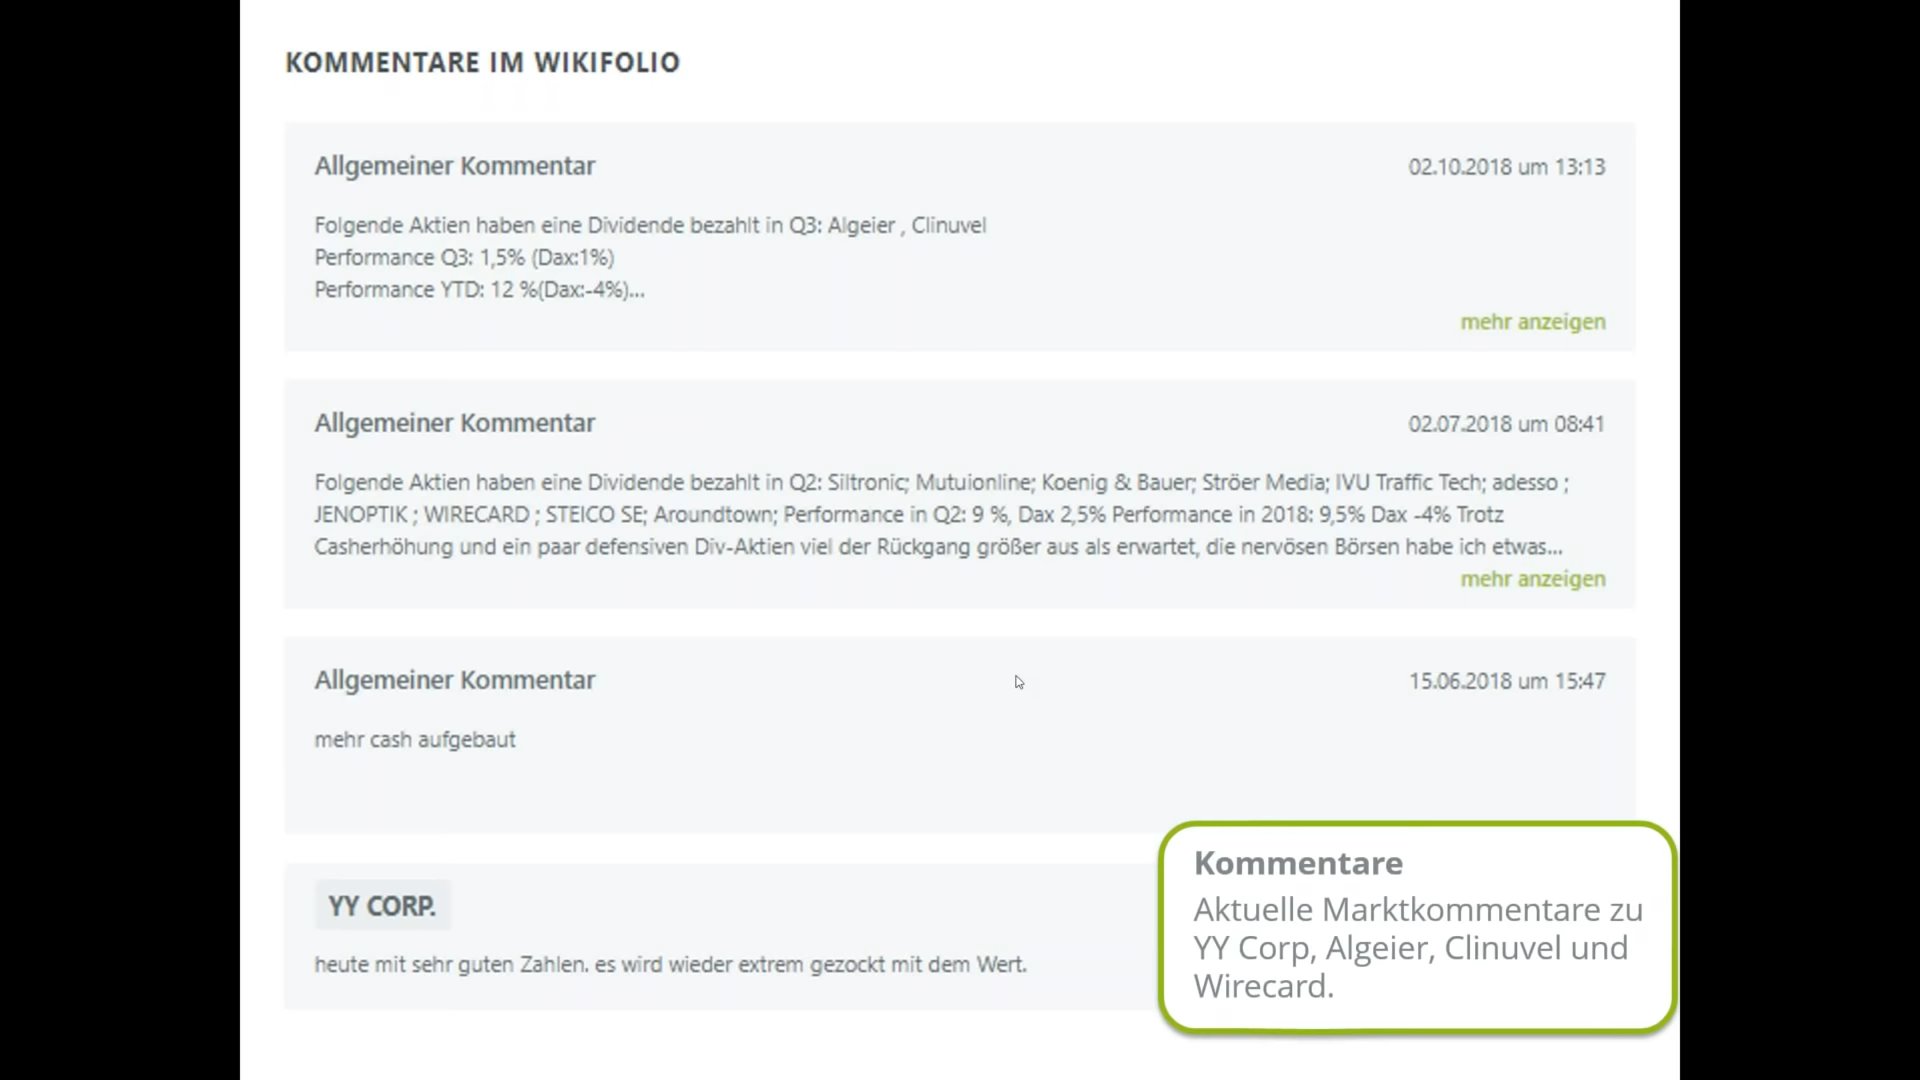 KOMMENTARE IM WIKIFOLIO
Allgemeiner Kommentar
02.10.2018 um 13:13
Folgende Aktien haben eine Dividende bezahlt in Q3: Algeier , Clinuvel
Performance Q3: 1,5% (Dax:1%)
Performance YTD: 12 %(Dax:-4%)...
mehr anzeigen
Allgemeiner Kommentar
02.07.2018 um 08:41
Folgende Aktien haben eine Dividende bezahlt in Q2: Siltronic; Mutuionline; Koenig & Bauer; Ströer Media; IVU Traffic Tech; adesso ;
JENOPTIK ; WIRECARD ; STEICO SE; Aroundtown; Performance in Q2: 9 %, Dax 2,5% Performance in 2018: 9,5% Dax -4% Trotz
Casherhöhung und ein paar defensiven Div-Aktien viel der Rückgang größer aus als erwartet, die nervösen Börsen habe ich etwas...
mehr anzeigen
Allgemeiner Kommentar
15.06.2018 um 15:47
mehr cash aufgebaut
YY CORP.
heute mit sehr guten Zahlen. es wird wieder extrem gezockt mit dem Wert.
Kommentare
Aktuelle Marktkommentare zu
YY Corp, Algeier, Clinuvel und
Wirecard.